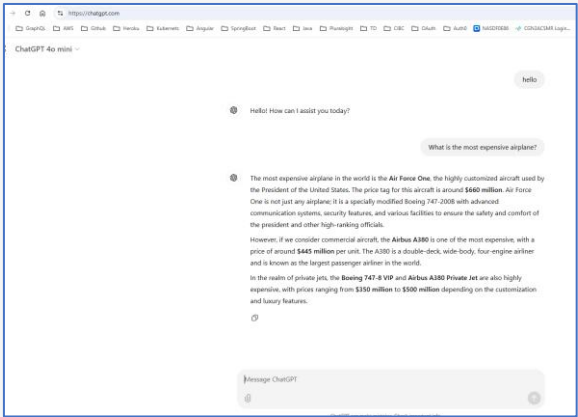 https://chatgpt.com
GraphQL AWS Github Heroku Kubernets Angular SpringBoot React Java Pluralsight TD CIBC OAuth Auth0
ChatGPT 4o mini
hello
Hello! How can I assist you today?
What is the most expensive airplane?
The most expensive airplane in the world is the Air Force One, the highly customized aircraft used by
the President of the United States. The price tag for this aircraft is around $660 million. Air Force
One is not just any airplane; it is a specially modified Boeing 747-200B with advanced
communication systems, security features, and various facilities to ensure the safety and comfort of
the president and other high-ranking officials.
However, if we consider commercial aircraft, the Airbus A380 is one of the most expensive, with a
price of around $445 million per unit. The A380 is a double-deck, wide-body, four-engine airliner
and is known as the largest passenger airliner in the world.
In the realm of private jets, the Boeing 747-8 VIP and Airbus A380 Private Jet are also highly
expensive, with prices ranging from $350 million to $500 million depending on the customization
and luxury features.
Message ChatGPT